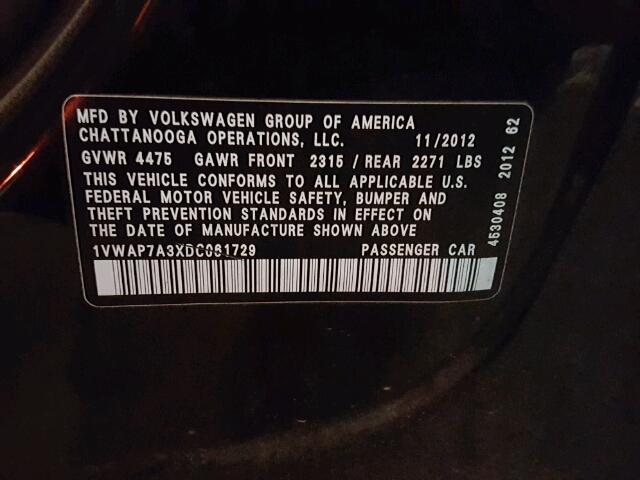 MFD BY VOLKSWAGEN GROUP OF AMERICA
CHATTANOOGA OPERATIONS, LLC. 11/2012
GVWR 4475 GAWR FRONT 2315 / REAR 2271 LBS
THIS VEHICLE CONFORMS TO ALL APPLICABLE U.S.
FEDERAL MOTOR VEHICLE SAFETY, BUMPER AND
THEFT PREVENTION STANDARDS IN EFFECT ON
THE DATE OF MANUFACTURE SHOWN ABOVE
1VWAP7A3XDC061729 PASSENGER CAR
4630408 2012 62